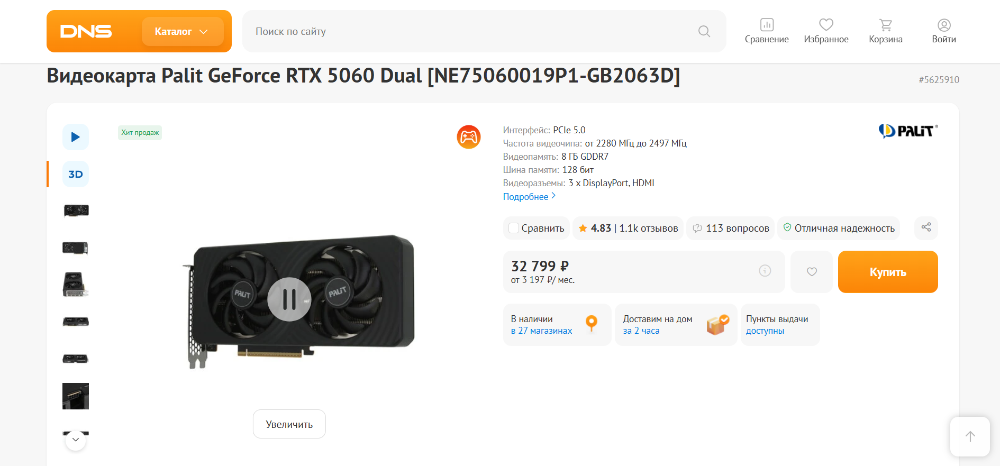 DNS
Каталог
Поиск по сайту
Сравнение
Избранное
Корзина
Войти
Видеокарта Palit GeForce RTX 5060 Dual [NE75060019P1-GB2063D]
#5625910
3D
Хит продаж
PALIT PALIT
Увеличить
Интерфейс: PCIe 5.0
Частота видеочипа: от 2280 МГц до 2497 МГц
Видеопамять: 8 ГБ GDDR7
Шина памяти: 128 бит
Видеоразъемы: 3 x DisplayPort, HDMI
Подробнее
PALiT®
Сравнить
4.83 | 1.1k отзывов
113 вопросов
Отличная надежность
32 799 ₽
от 3 197 ₽/ мес.
Купить
В наличии
в 27 магазинах
Доставим на дом
за 2 часа
Пункты выдачи
доступны